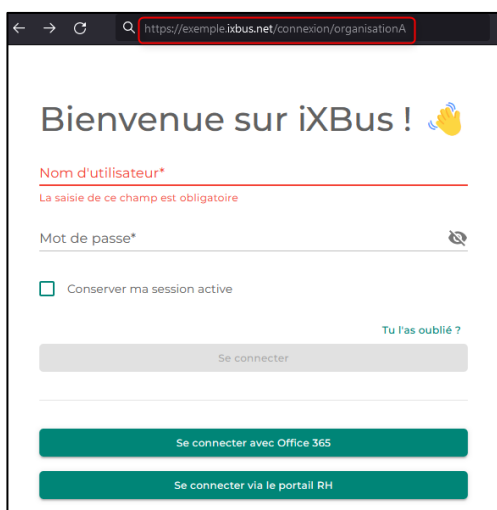 https://exemple.ixbus.net/connexion/organisationA
Bienvenue sur iXBus ! 👋
Nom d'utilisateur*
La saisie de ce champ est obligatoire
Mot de passe*
Conserver ma session active
Tu l'as oublié ?
Se connecter
Se connecter avec Office 365
Se connecter via le portail RH